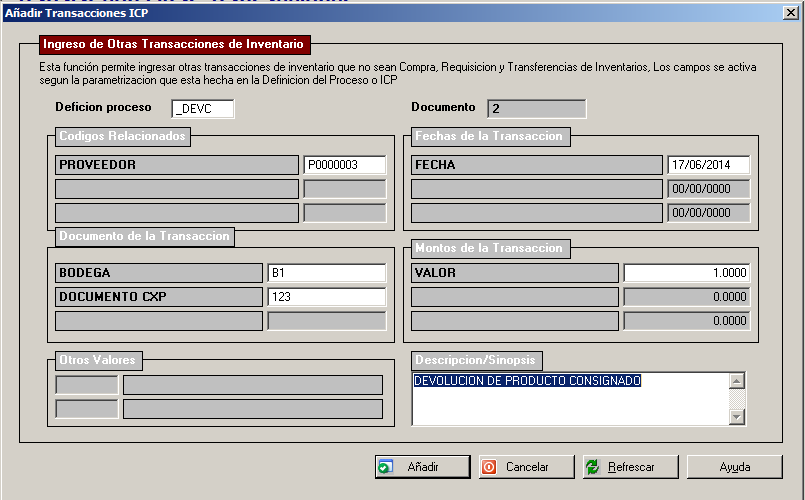 Añadir Transacciones ICP
Ingreso de Otras Transacciones de Inventario
Esta función permite ingresar otras transacciones de inventario que no sean Compra, Requisicion y Transferencias de Inventarios, Los campos se activa
segun la parametrizacion que esta hecha en la Definicion del Proceso o ICP
Deficion proceso _DEVC Documento 2
Codigos Relacionados
PROVEEDOR P0000003
Fechas de la Transaccion
FECHA 17/06/2014
00/00/0000
00/00/0000
Documento de la Transaccion
BODEGA B1
DOCUMENTO CXP 123
Montos de la Transaccion
VALOR 1.0000
0.0000
0.0000
Otros Valores
Descripcion/Sinopsis
DEVOLUCION DE PRODUCTO CONSIGNADO
Añadir Cancelar Refrescar Ayuda